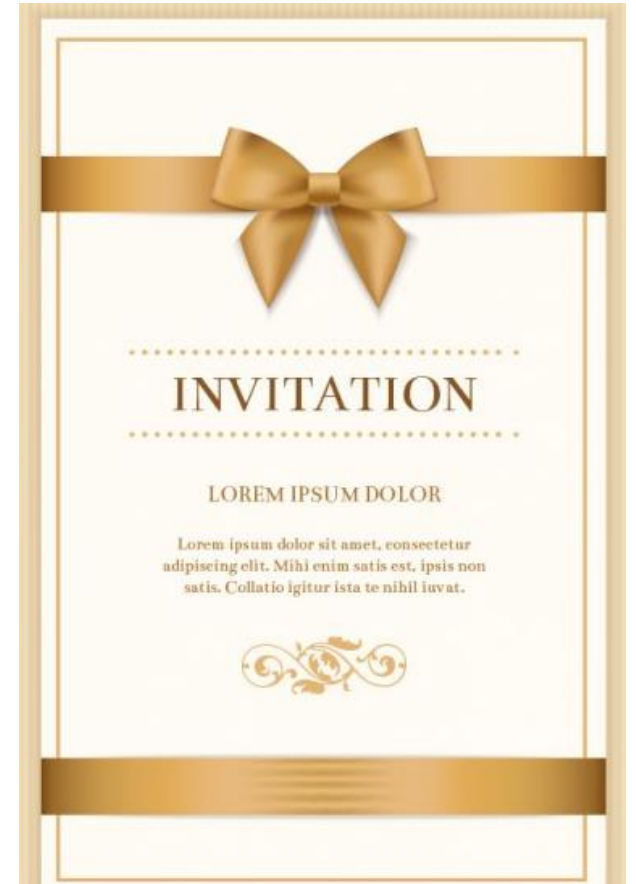 INVITATION
LOREM IPSUM DOLOR
Lorem ipsum dolor sit amet, consectetur
adipiscing elit. Mihi enim satis est, ipsis non
satis. Collatio igitur ista te nihil iuvat.